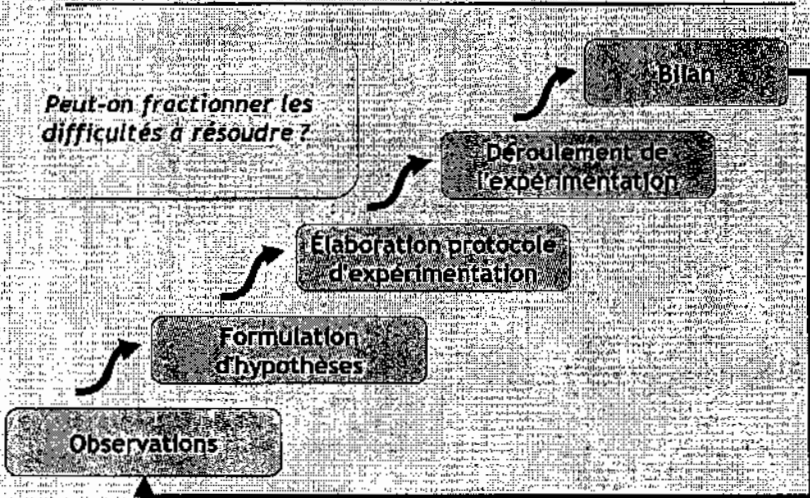 Peut-on fractionner les
difficultés à résoudre ?
Bilan
Déroulement de
l'expérimentation
Élaboration protocole
d'expérimentation
Formulation
d'hypothèses
Observations